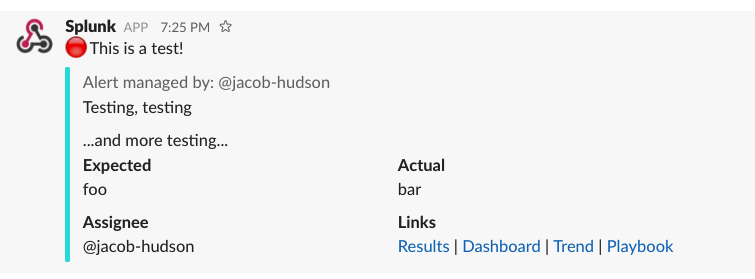 Splunk APP 7:25 PM
This is a test!
Alert managed by: @jacob-hudson
Testing, testing
...and more testing...
Expected Actual
foo bar
Assignee Links
@jacob-hudson Results | Dashboard | Trend | Playbook